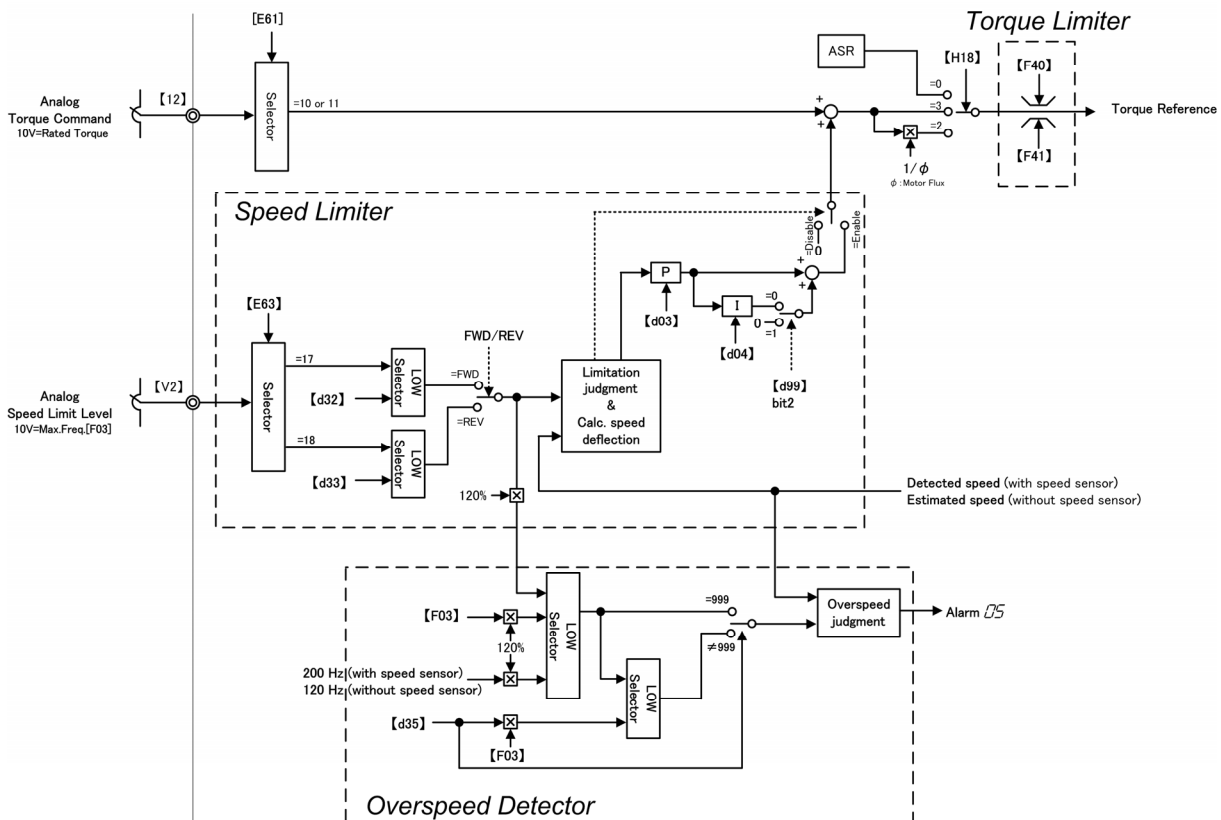 [E61]
Torque Limiter
ASR
【H18】
【F40】
【12】
Analog
Torque Command
10V=Rated Torque
Selector
=10 or 11
+
+
=0
=3
=2
×
1/ϕ
ϕ : Motor Flux
【F41】
Torque Reference
Speed Limiter
=Disable
0
=Enable
P
+
+
【d03】
I
=0
0
=1
【d04】
【d99】
bit2
【E63】
FWD/REV
【V2】
Analog
Speed Limit Level
10V=Max.Freq.[F03]
Selector
=17
LOW
Selector
【d32】
=FWD
=REV
=18
LOW
Selector
【d33】
Limitation
judgment
&
Calc. speed
deflection
120%
×
Detected speed (with speed sensor)
Estimated speed (without speed sensor)
【F03】
×
120%
LOW
Selector
200 Hz (with speed sensor)
120 Hz (without speed sensor)
×
=999
≠999
Overspeed
judgment
Alarm OS
LOW
Selector
【d35】
×
【F03】
Overspeed Detector